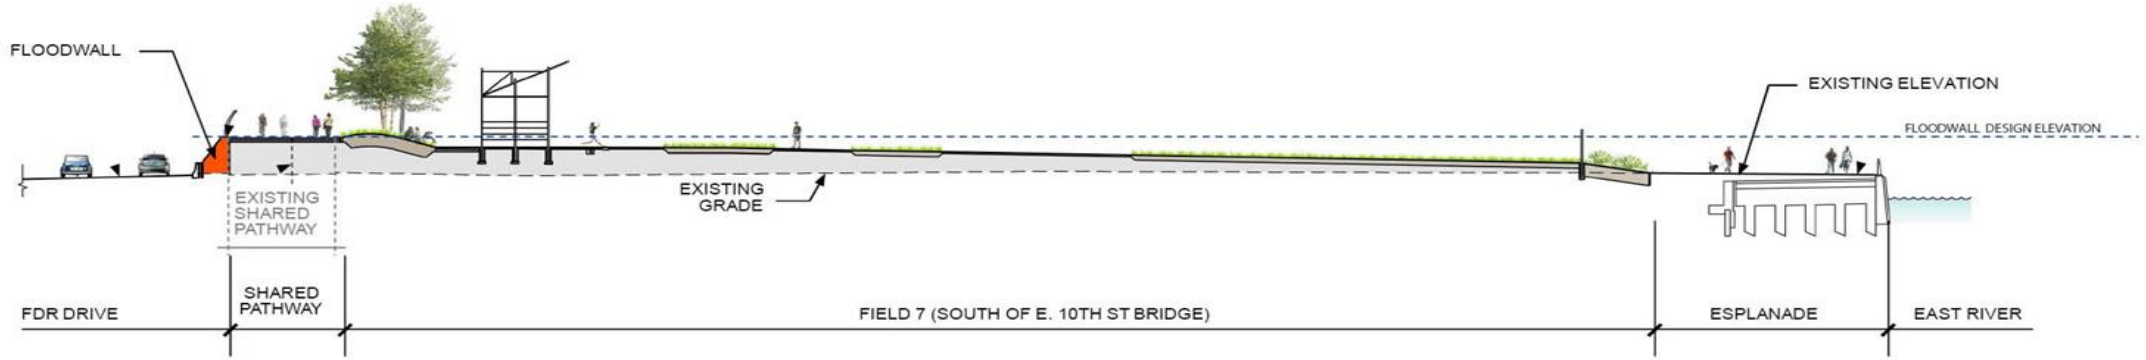 FLOODWALL
EXISTING ELEVATION
FLOODWALL DESIGN ELEVATION
EXISTING
SHARED
PATHWAY
EXISTING
GRADE
FDR DRIVE
SHARED
PATHWAY
FIELD 7 (SOUTH OF E. 10TH ST BRIDGE)
ESPLANADE
EAST RIVER